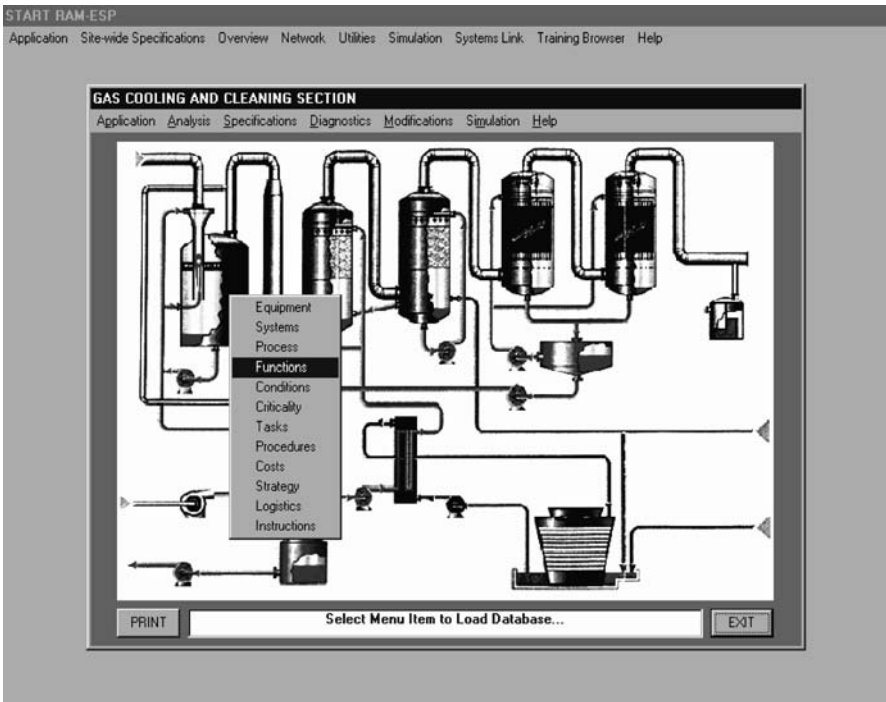 START RAM-ESP
Application Site-wide Specifications Overview Network Utilities Simulation Systems Link Training Browser Help
GAS COOLING AND CLEANING SECTION
Application Analysis Specifications Diagnostics Modifications Simulation Help
Equipment
Systems
Process
Functions
Conditions
Criticality
Tasks
Procedures
Costs
Strategy
Logistics
Instructions
PRINT Select Menu Item to Load Database... EXIT